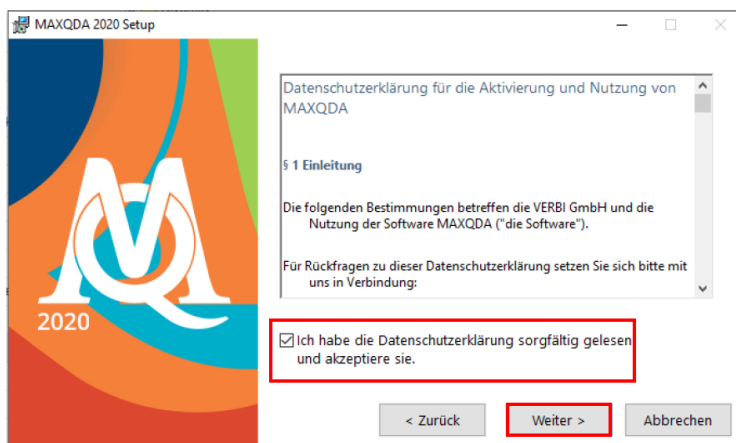 MAXQDA 2020 Setup
Datenschutzerklärung für die Aktivierung und Nutzung von
MAXQDA
§ 1 Einleitung
Die folgenden Bestimmungen betreffen die VERBI GmbH und die
Nutzung der Software MAXQDA ("die Software").
Für Rückfragen zu dieser Datenschutzerklärung setzen Sie sich bitte mit
uns in Verbindung:
2020
Ich habe die Datenschutzerklärung sorgfältig gelesen
und akzeptiere sie.
< Zurück
Weiter >
Abbrechen